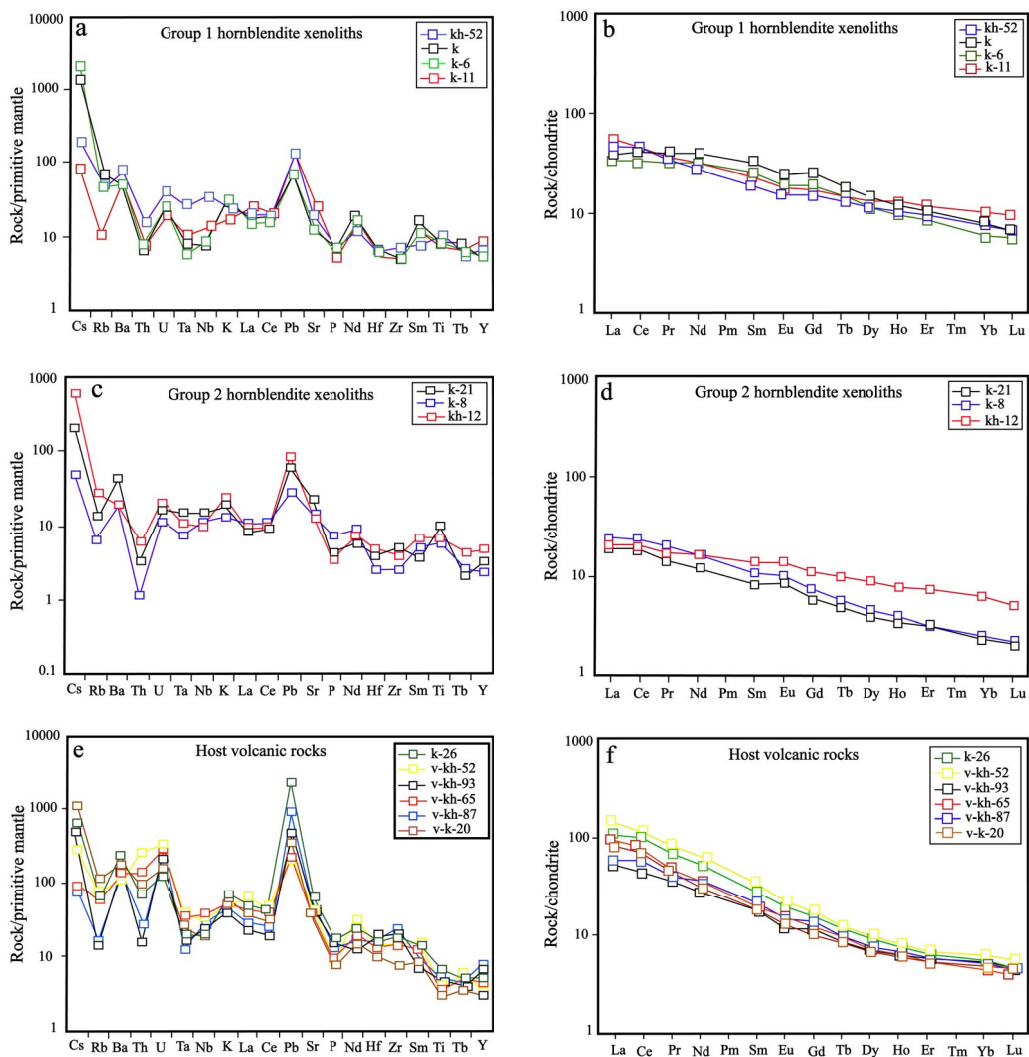 a
Group 1 hornblendite xenoliths
Rock/primitive mantle
10000
1000
100
10
1
kh-52
k
k-6
k-11
Cs Rb Ba Th U Ta Nb K La Ce Pb Sr P Nd Hf Zr Sm Ti Tb Y
b
Group 1 hornblendite xenoliths
Rock/chondrite
1000
100
10
1
kh-52
k
k-6
k-11
La Ce Pr Nd Pm Sm Eu Gd Tb Dy Ho Er Tm Yb Lu
c
Group 2 hornblendite xenoliths
Rock/primitive mantle
1000
100
10
1
0.1
k-21
k-8
kh-12
Cs Rb Ba Th U Ta Nb K La Ce Pb Sr P Nd Hf Zr Sm Ti Tb Y
d
Group 2 hornblendite xenoliths
Rock/chondrite
1000
100
10
1
k-21
k-8
kh-12
La Ce Pr Nd Pm Sm Eu Gd Tb Dy Ho Er Tm Yb Lu
e
Host volcanic rocks
Rock/primitive mantle
10000
1000
100
10
1
k-26
v-kh-52
v-kh-93
v-kh-65
v-kh-87
v-k-20
Cs Rb Ba Th U Ta Nb K La Ce Pb Sr P Nd Hf Zr Sm Ti Tb Y
f
Host volcanic rocks
Rock/chondrite
1000
100
10
1
k-26
v-kh-52
v-kh-93
v-kh-65
v-kh-87
v-k-20
La Ce Pr Nd Pm Sm Eu Gd Tb Dy Ho Er Tm Yb Lu